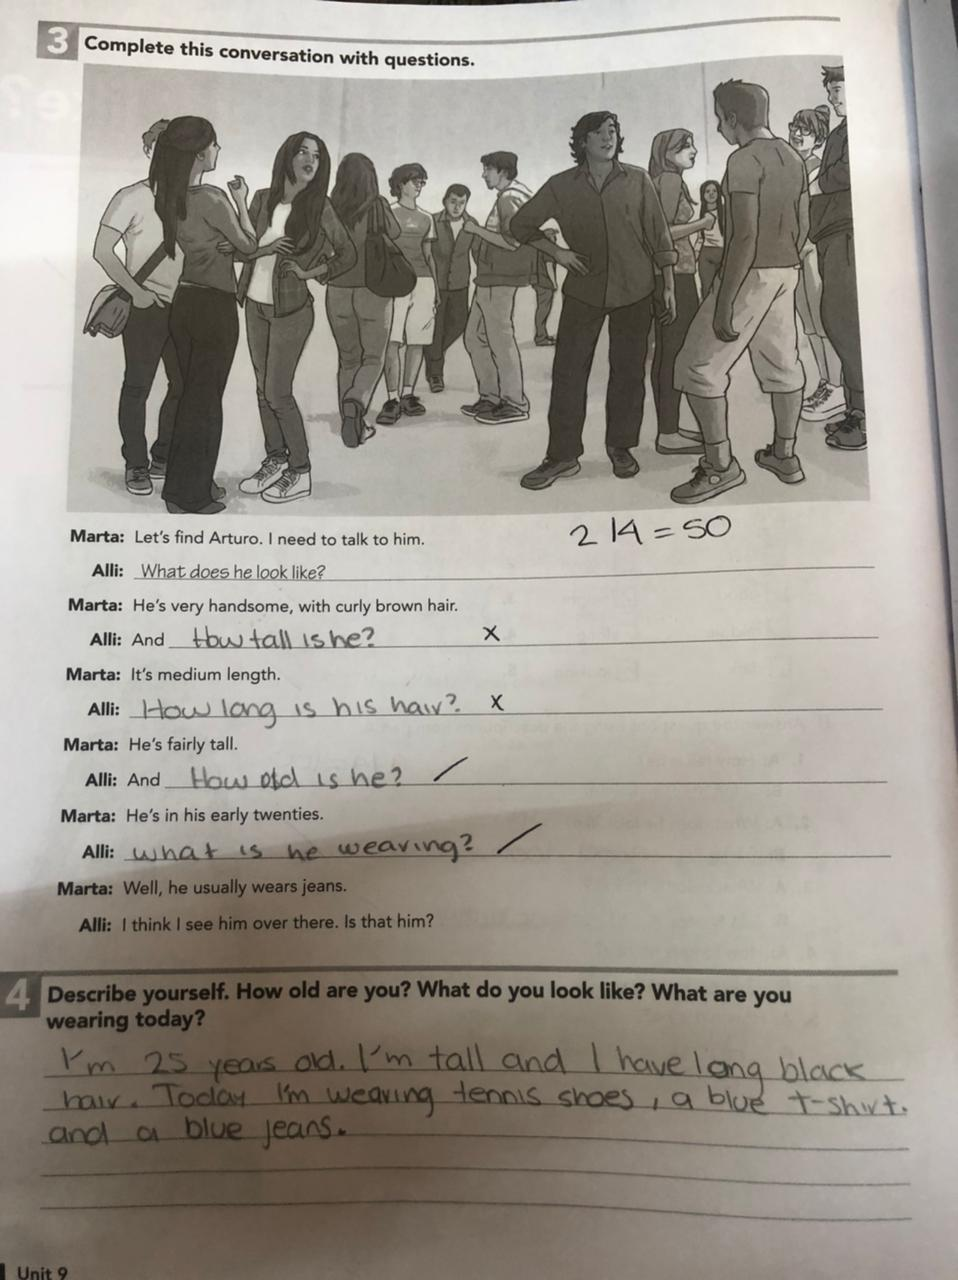 3 Complete this conversation with questions.
Marta: Let's find Arturo. I need to talk to him.
2 14 = 50
Alli: What does he look like?
Marta: He's very handsome, with curly brown hair.
Alli: And How tall is he? x
Marta: It's medium length.
Alli: How long is his hair? x
Marta: He's fairly tall.
Alli: And How old is he? /
Marta: He's in his early twenties.
Alli: what is he wearing? /
Marta: Well, he usually wears jeans.
Alli: I think I see him over there. Is that him?
4 Describe yourself. How old are you? What do you look like? What are you
wearing today?
I'm 25 years old. I'm tall and I have long black
hair. Today I'm wearing tennis shoes, a blue t-shirt.
and a blue jeans.
Unit 9